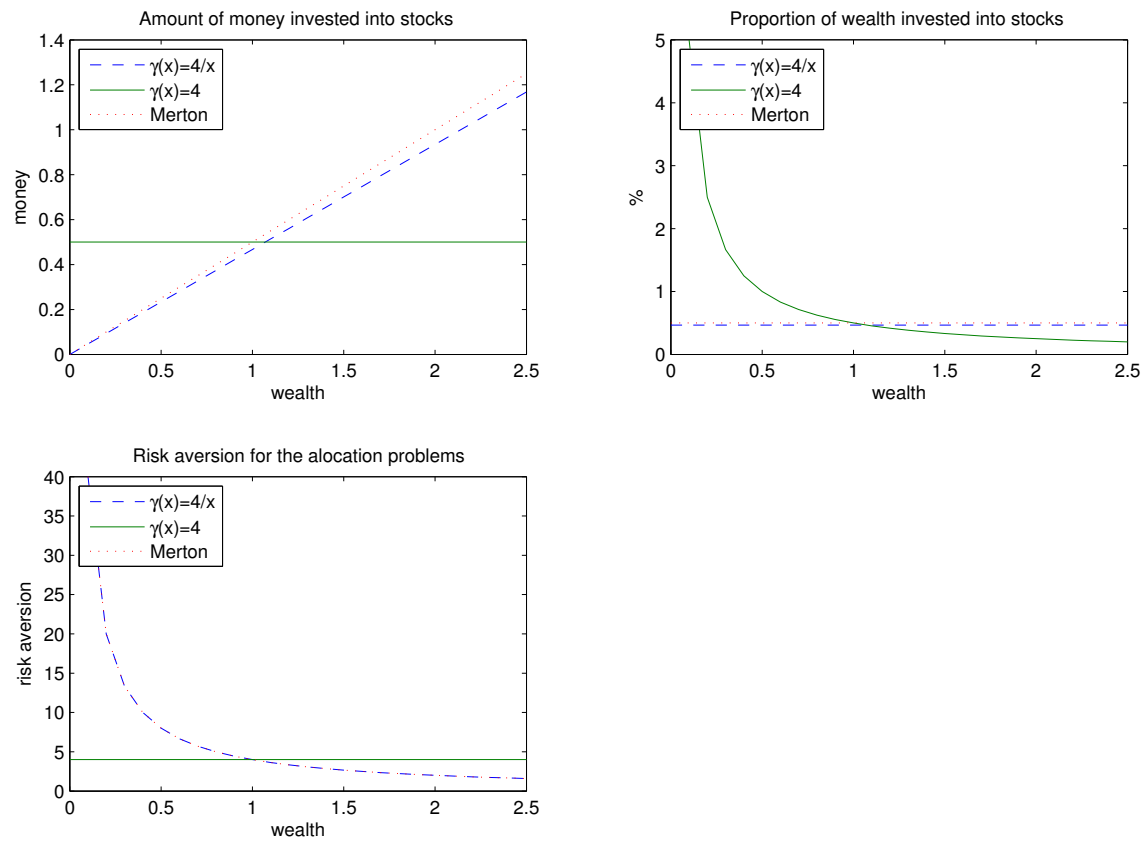 Amount of money invested into stocks
1.4
1.2
1
0.8
0.6
0.4
0.2
0
money
γ(x)=4/x
γ(x)=4
Merton
0 0.5 1 1.5 2 2.5
wealth
Proportion of wealth invested into stocks
5
4
3
2
1
0
%
γ(x)=4/x
γ(x)=4
Merton
0 0.5 1 1.5 2 2.5
wealth
Risk aversion for the alocation problems
40
35
30
25
20
15
10
5
0
risk aversion
γ(x)=4/x
γ(x)=4
Merton
0 0.5 1 1.5 2 2.5
wealth